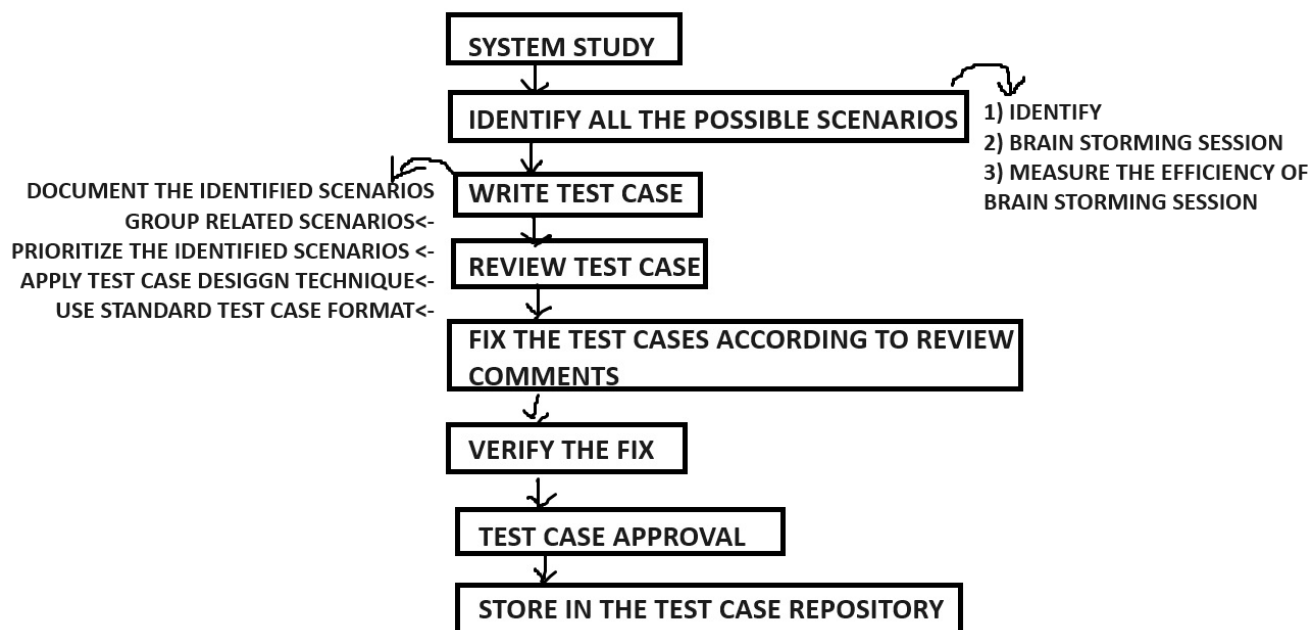 SYSTEM STUDY
IDENTIFY ALL THE POSSIBLE SCENARIOS
1) IDENTIFY
2) BRAIN STORMING SESSION
3) MEASURE THE EFFICIENCY OF
BRAIN STORMING SESSION
WRITE TEST CASE
DOCUMENT THE IDENTIFIED SCENARIOS
GROUP RELATED SCENARIOS<-
PRIORITIZE THE IDENTIFIED SCENARIOS <-
APPLY TEST CASE DESIGGN TECHNIQUE<-
USE STANDARD TEST CASE FORMAT<-
REVIEW TEST CASE
FIX THE TEST CASES ACCORDING TO REVIEW
COMMENTS
VERIFY THE FIX
TEST CASE APPROVAL
STORE IN THE TEST CASE REPOSITORY